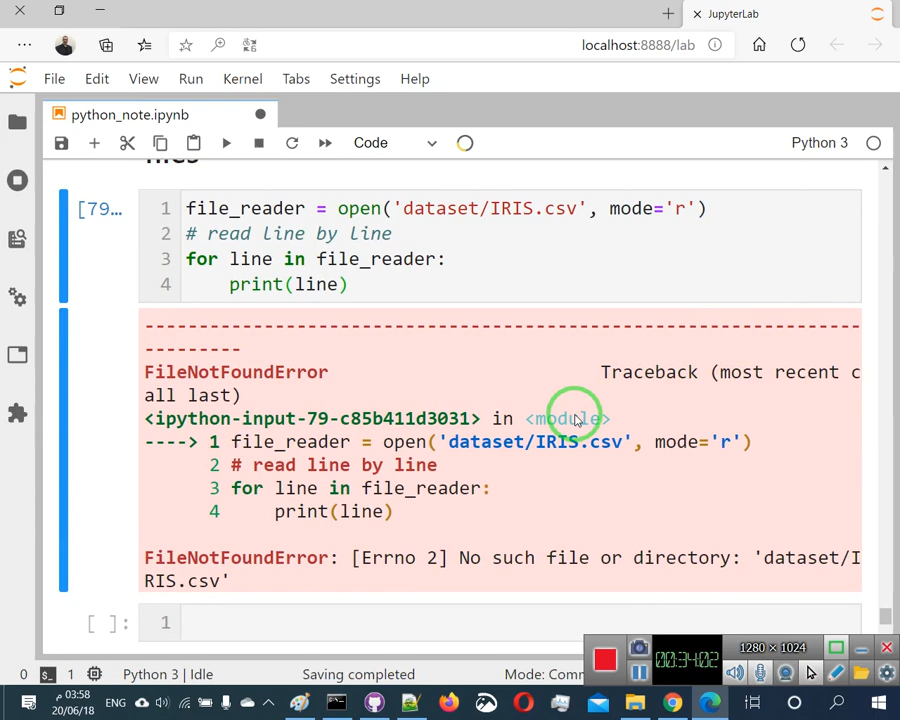 JupyterLab
localhost:8888/lab
File Edit View Run Kernel Tabs Settings Help
python_note.ipynb
Code Python 3
[79... 1 file_reader = open('dataset/IRIS.csv', mode='r')
2 # read line by line
3 for line in file_reader:
4 print(line)
---------------------------------------------------------------------------
FileNotFoundError Traceback (most recent c
all last)
<ipython-input-79-c85b411d3031> in <module>
----> 1 file_reader = open('dataset/IRIS.csv', mode='r')
2 # read line by line
3 for line in file_reader:
4 print(line)
FileNotFoundError: [Errno 2] No such file or directory: 'dataset/I
RIS.csv'
[ ]: 1
1280 × 1024
00:34:02
0 1 Python 3 | Idle Saving completed Mode: Comm
03:58 م
ENG
20/06/18